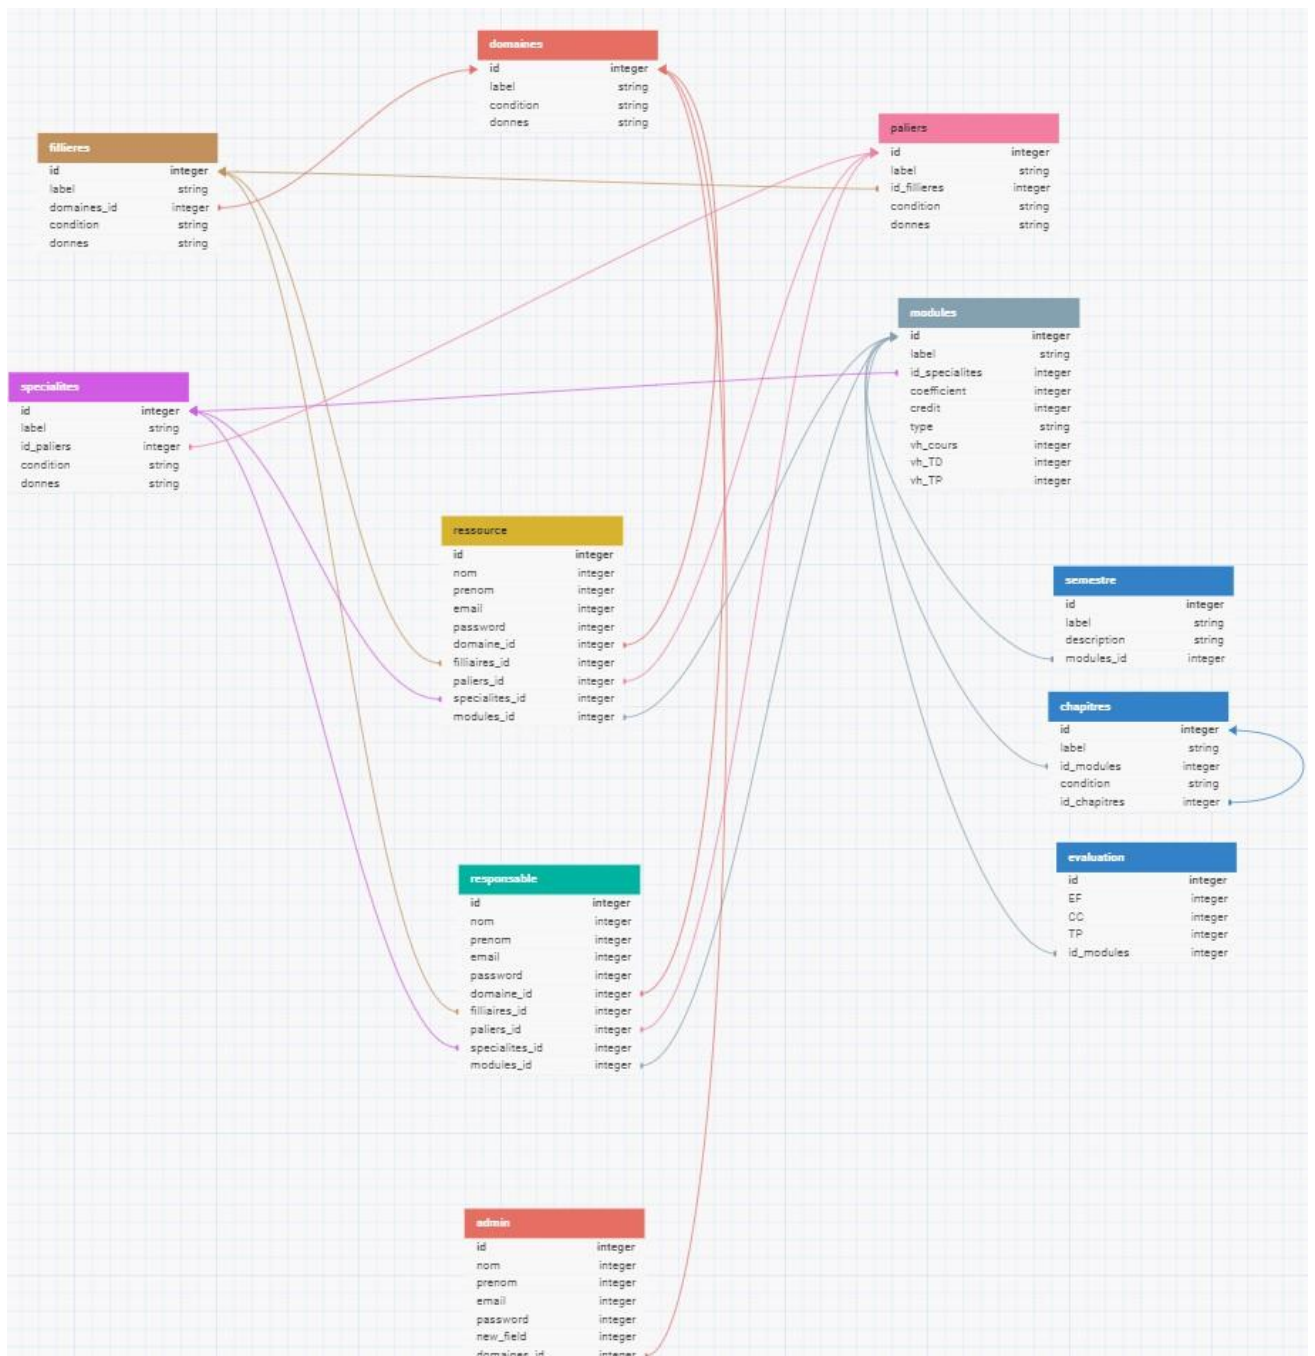 domaines
id integer
label string
condition string
donnes string
fillieres
id integer
label string
domaines_id integer
condition string
donnes string
paliers
id integer
label string
id_fillieres integer
condition string
donnes string
modules
id integer
label string
id_specialites integer
coefficient integer
credit integer
type string
vh_cours integer
vh_TD integer
vh_TP integer
specialites
id integer
label string
id_paliers integer
condition string
donnes string
ressource
id integer
nom integer
prenom integer
email integer
password integer
domaine_id integer
filliaires_id integer
paliers_id integer
specialites_id integer
modules_id integer
semestre
id integer
label string
description string
modules_id integer
chapitres
id integer
label string
id_modules integer
condition string
id_chapitres integer
evaluation
id integer
EF integer
CC integer
TP integer
id_modules integer
responsable
id integer
nom integer
prenom integer
email integer
password integer
domaine_id integer
filliaires_id integer
paliers_id integer
specialites_id integer
modules_id integer
admin
id integer
nom integer
prenom integer
email integer
password integer
new_field integer
domaines_id integer